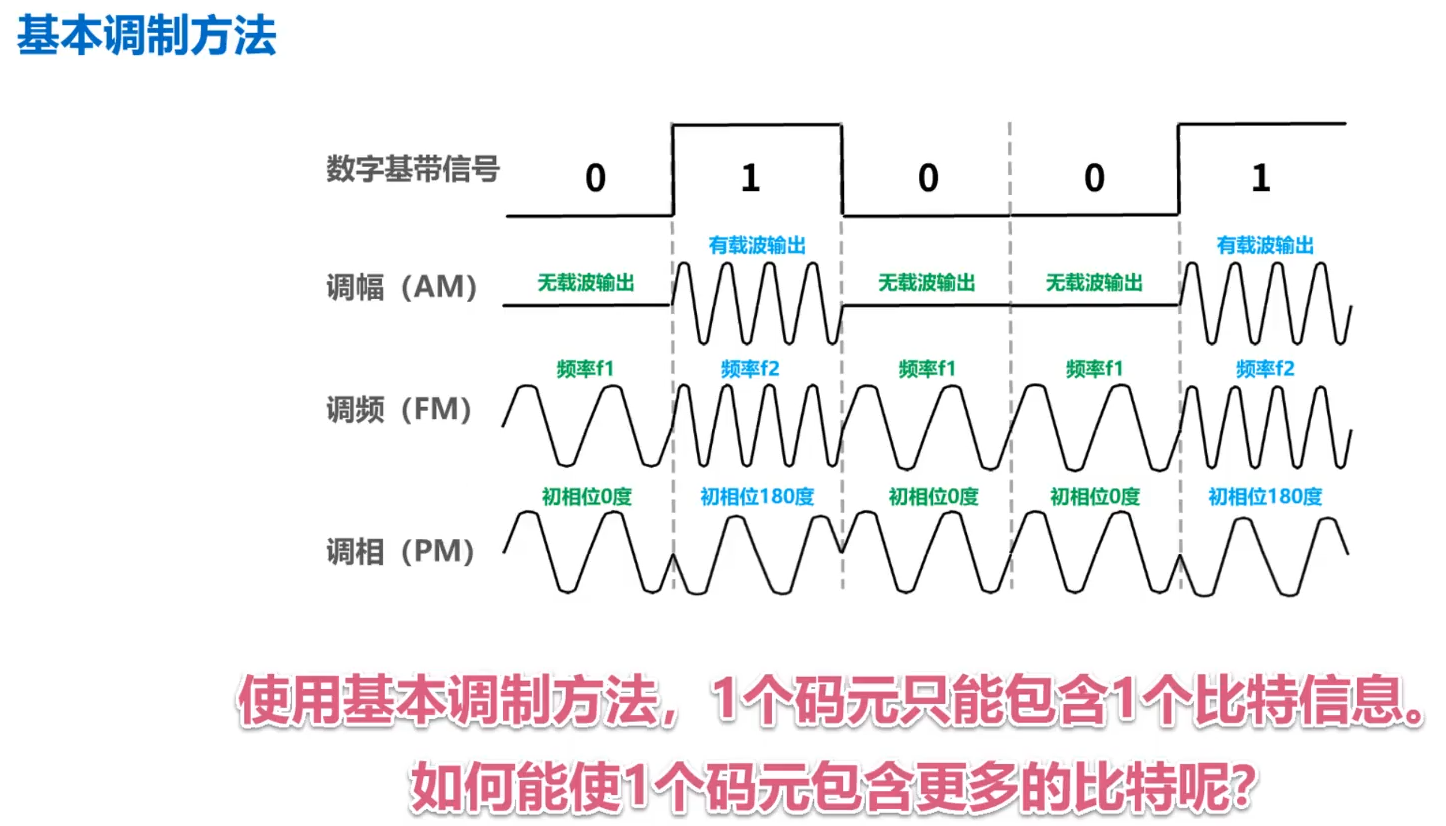 基本调制方法
数字基带信号 0 1 0 0 1
有载波输出 有载波输出
调幅（AM） 无载波输出 无载波输出 无载波输出
频率f1 频率f2 频率f1 频率f1 频率f2
调频（FM）
初相位0度 初相位180度 初相位0度 初相位0度 初相位180度
调相（PM）
使用基本调制方法，1个码元只能包含1个比特信息。
如何能使1个码元包含更多的比特呢？